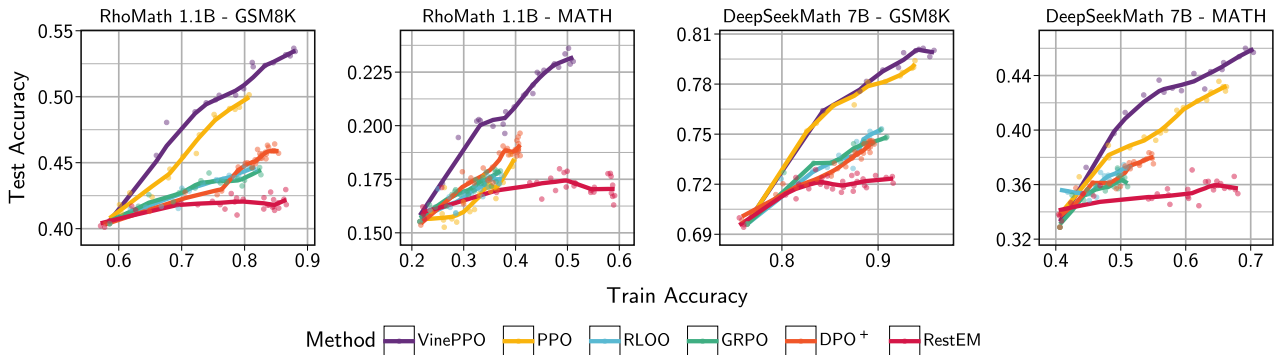 RhoMath 1.1B - GSM8K
RhoMath 1.1B - MATH
DeepSeekMath 7B - GSM8K
DeepSeekMath 7B - MATH
Test Accuracy
0.55
0.50
0.45
0.40
0.6 0.7 0.8 0.9
0.225
0.200
0.175
0.150
0.2 0.3 0.4 0.5 0.6
0.81
0.78
0.75
0.72
0.69
0.8 0.9
0.44
0.40
0.36
0.32
0.4 0.5 0.6 0.7
Train Accuracy
Method VinePPO PPO RLOO GRPO DPO⁺ RestEM